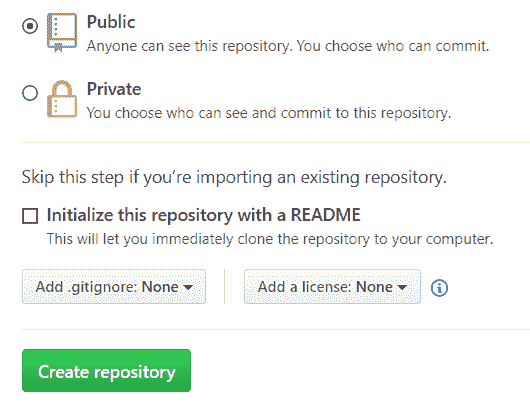 Public
Anyone can see this repository. You choose who can commit.
Private
You choose who can see and commit to this repository.
Skip this step if you’re importing an existing repository.
Initialize this repository with a README
This will let you immediately clone the repository to your computer.
Add .gitignore: None Add a license: None
Create repository